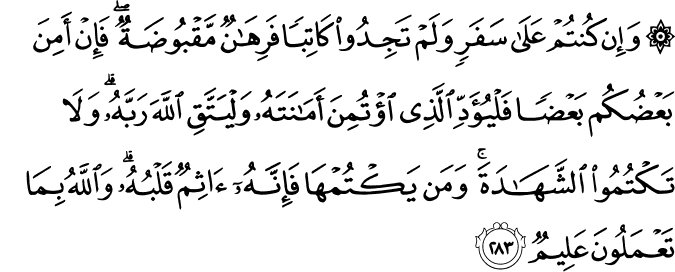 ۞ وَإِن كُنتُمْ عَلَىٰ سَفَرٍ وَلَمْ تَجِدُوا۟ كَاتِبًا فَرِهَـٰنٌ مَّقْبُوضَةٌ ۖ فَإِنْ أَمِنَ
بَعْضُكُم بَعْضًا فَلْيُؤَدِّ ٱلَّذِى ٱؤْتُمِنَ أَمَـٰنَتَهُۥ وَلْيَتَّقِ ٱللَّهَ رَبَّهُۥ ۗ وَلَا
تَكْتُمُوا۟ ٱلشَّهَـٰدَةَ ۚ وَمَن يَكْتُمْهَا فَإِنَّهُۥٓ ءَاثِمٌ قَلْبُهُۥ ۗ وَٱللَّهُ بِمَا
تَعْمَلُونَ عَلِيمٌ ٢٨٣